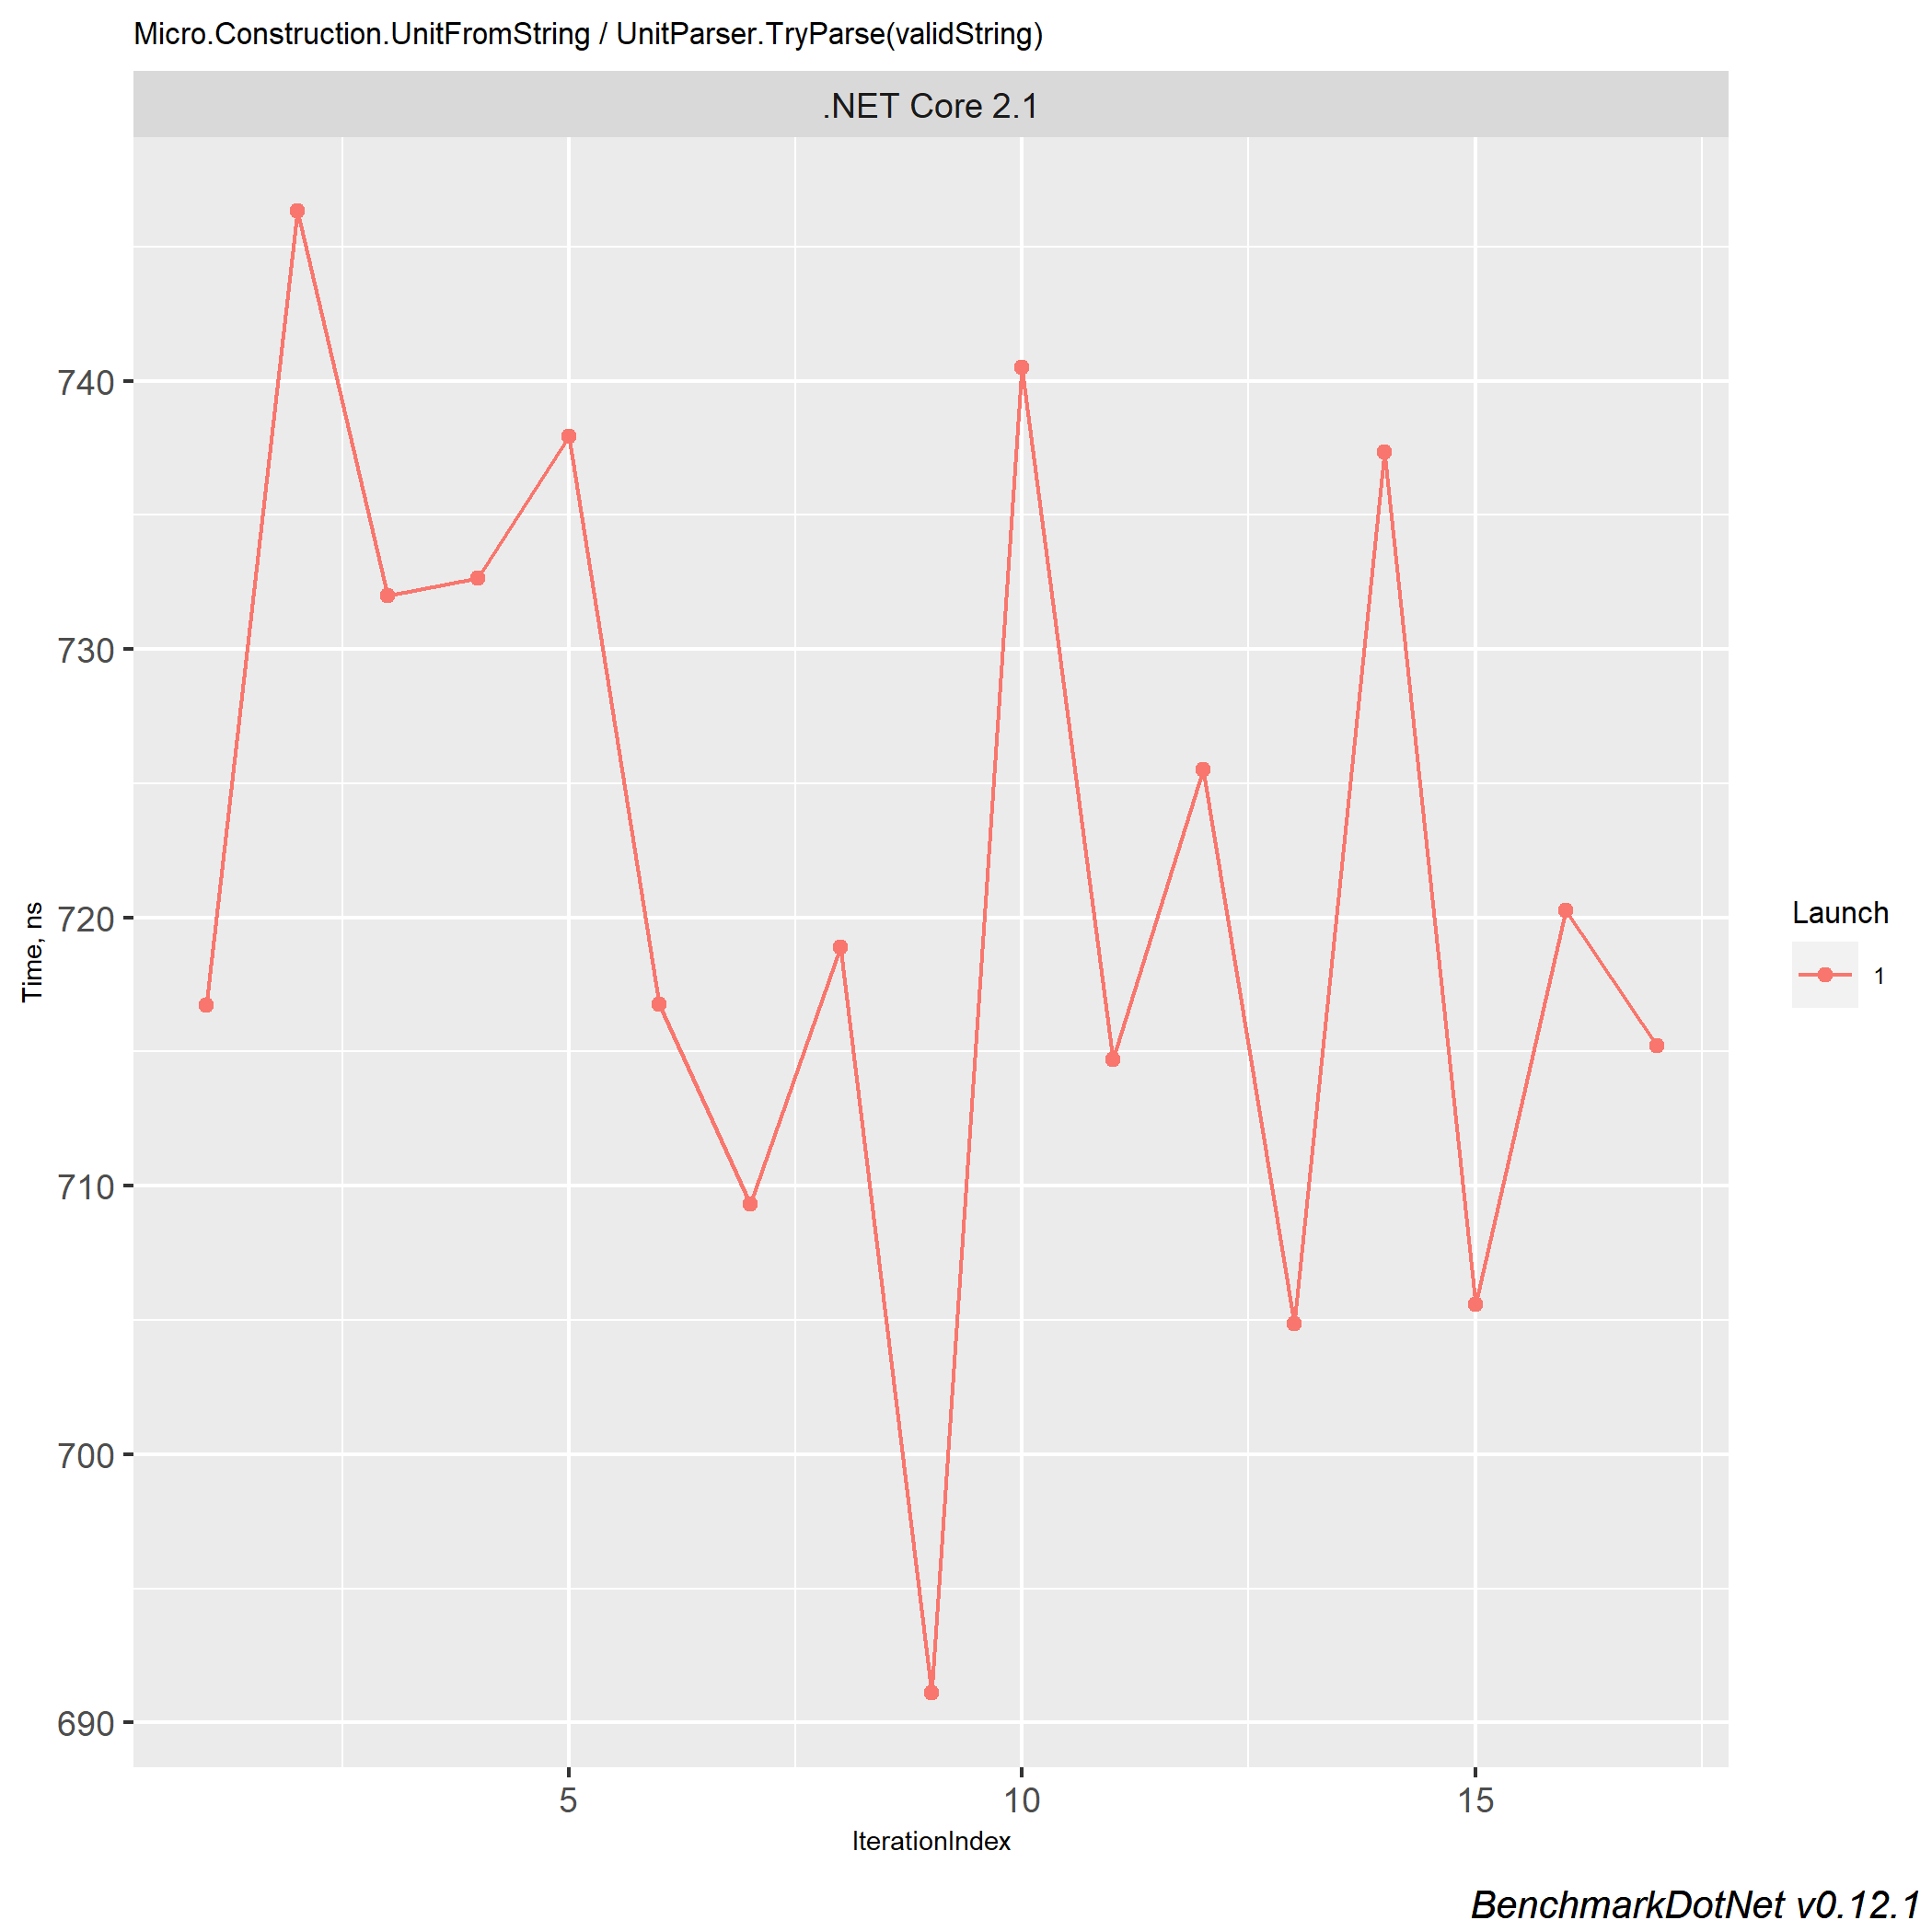 Micro.Construction.UnitFromString / UnitParser.TryParse(validString)
.NET Core 2.1
740
730
720
710
700
690
Time, ns
5 10 15
IterationIndex
Launch
1
BenchmarkDotNet v0.12.1